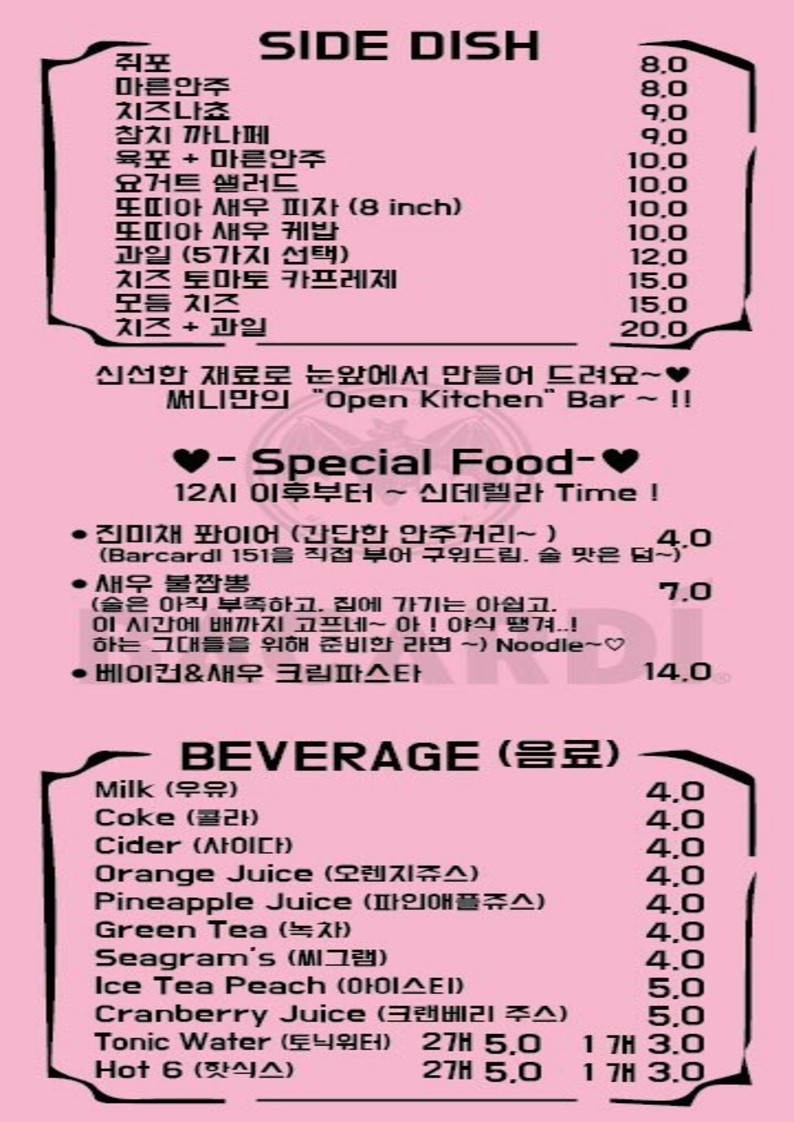 SIDE DISH
쥐포 8.0
마른안주 8.0
치즈나쵸 9.0
참치 까나페 9.0
육포 + 마른안주 10.0
요거트 샐러드 10.0
또띠아 새우 피자 (8 inch) 10.0
또띠아 새우 케밥 10.0
과일 (5가지 선택) 12.0
치즈 토마토 카프레제 15.0
모듬 치즈 15.0
치즈 + 과일 20.0
신선한 재료로 눈앞에서 만들어 드려요~♥
써니만의 "Open Kitchen" Bar ~ !!
♥- Special Food-♥
12시 이후부터 ~ 신데렐라 Time !
• 진미채 퐈이어 (간단한 안주거리~ ) 4.0
(Barcardi 151을 직접 부어 구워드림. 술 맛은 덤~)
• 새우 불짬뽕 7.0
(술은 아직 부족하고. 집에 가기는 아쉽고.
이 시간에 배까지 고프네~ 아 ! 야식 땡겨..!
하는 그대들을 위해 준비한 라면 ~) Noodle~♡
• 베이컨&새우 크림파스타 14.0
BACARDI®
BEVERAGE (음료)
Milk (우유) 4.0
Coke (콜라) 4.0
Cider (사이다) 4.0
Orange Juice (오렌지쥬스) 4.0
Pineapple Juice (파인애플쥬스) 4.0
Green Tea (녹차) 4.0
Seagram's (씨그램) 4.0
Ice Tea Peach (아이스티) 5.0
Cranberry Juice (크랜베리 주스) 5.0
Tonic Water (토닉워터) 2개 5.0 1개 3.0
Hot 6 (핫식스) 2개 5.0 1개 3.0